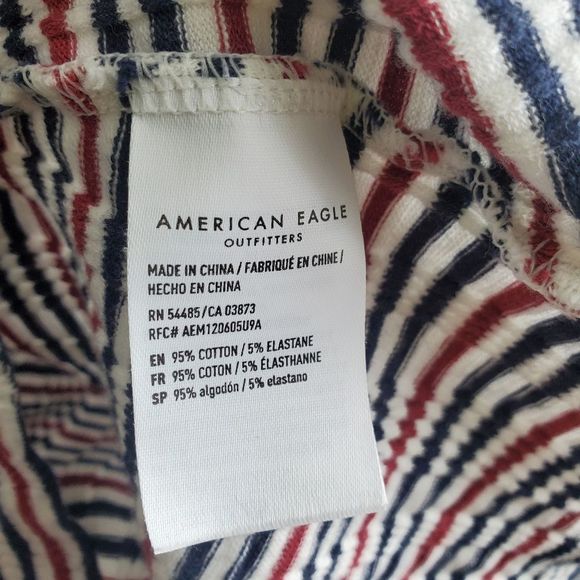 AMERICAN EAGLE
OUTFITTERS
MADE IN CHINA / FABRIQUÉ EN CHINE /
HECHO EN CHINA
RN 54485/CA 03873
RFC# AEM120605U9A
EN 95% COTTON / 5% ELASTANE
FR 95% COTON / 5% ÉLASTHANNE
SP 95% algodón / 5% elastano